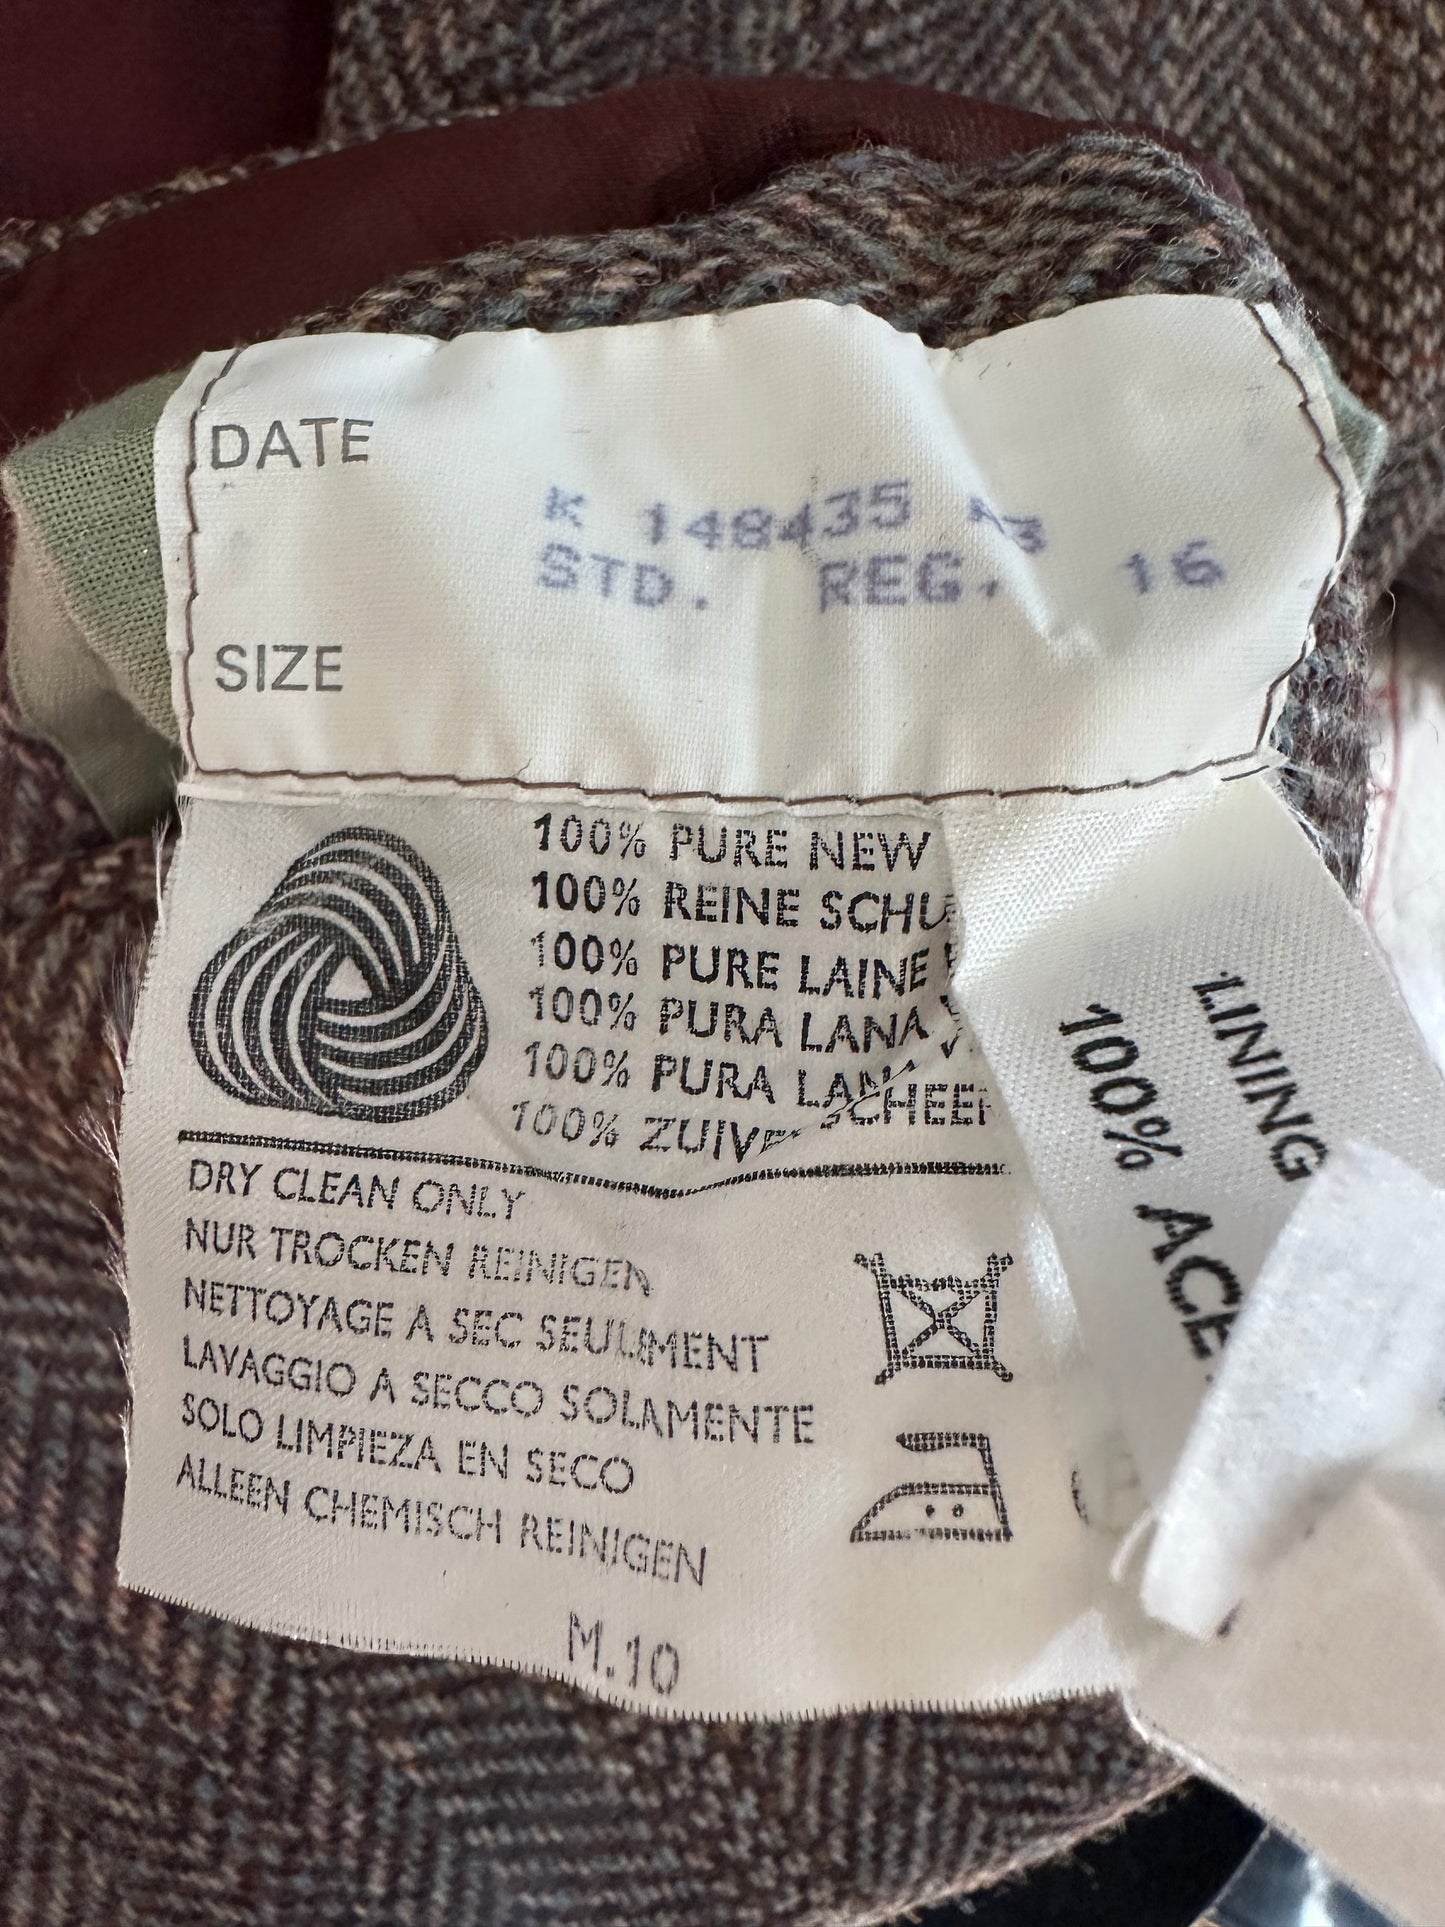 DATE
K 148435 A3
STD. REG. 16
SIZE
100% PURE NEW
100% REINE SCHU
100% PURE LAINE
100% PURA LANA
100% PURA LAN
100% ZUIVE SCHEER
DRY CLEAN ONLY
NUR TROCKEN REINIGEN
NETTOYAGE A SEC SEULMENT
LAVAGGIO A SECCO SOLAMENTE
SOLO LIMPIEZA EN SECO
ALLEEN CHEMISCH REINIGEN
M.10
LINING
100% ACE